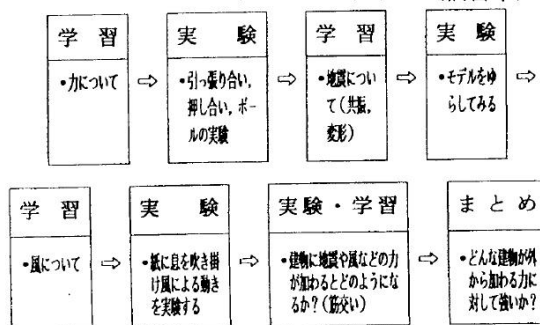 学 習
・力について
⇨
実 験
・引っ張り合い,
押し合い, ボー
ルの実験
⇨
学 習
・地震につい
て(共振,
変形)
⇨
実 験
・モデルをゆ
らしてみる
⇨
学 習
・風について
⇨
実 験
・紙に息を吹き掛
け風による動き
を実験する
⇨
実験・学習
・建物に地震や風などの力
が加わるとどのようにな
るか?(筋交い)
⇨
まとめ
・どんな建物が外
から加わる力に
対して強いか?